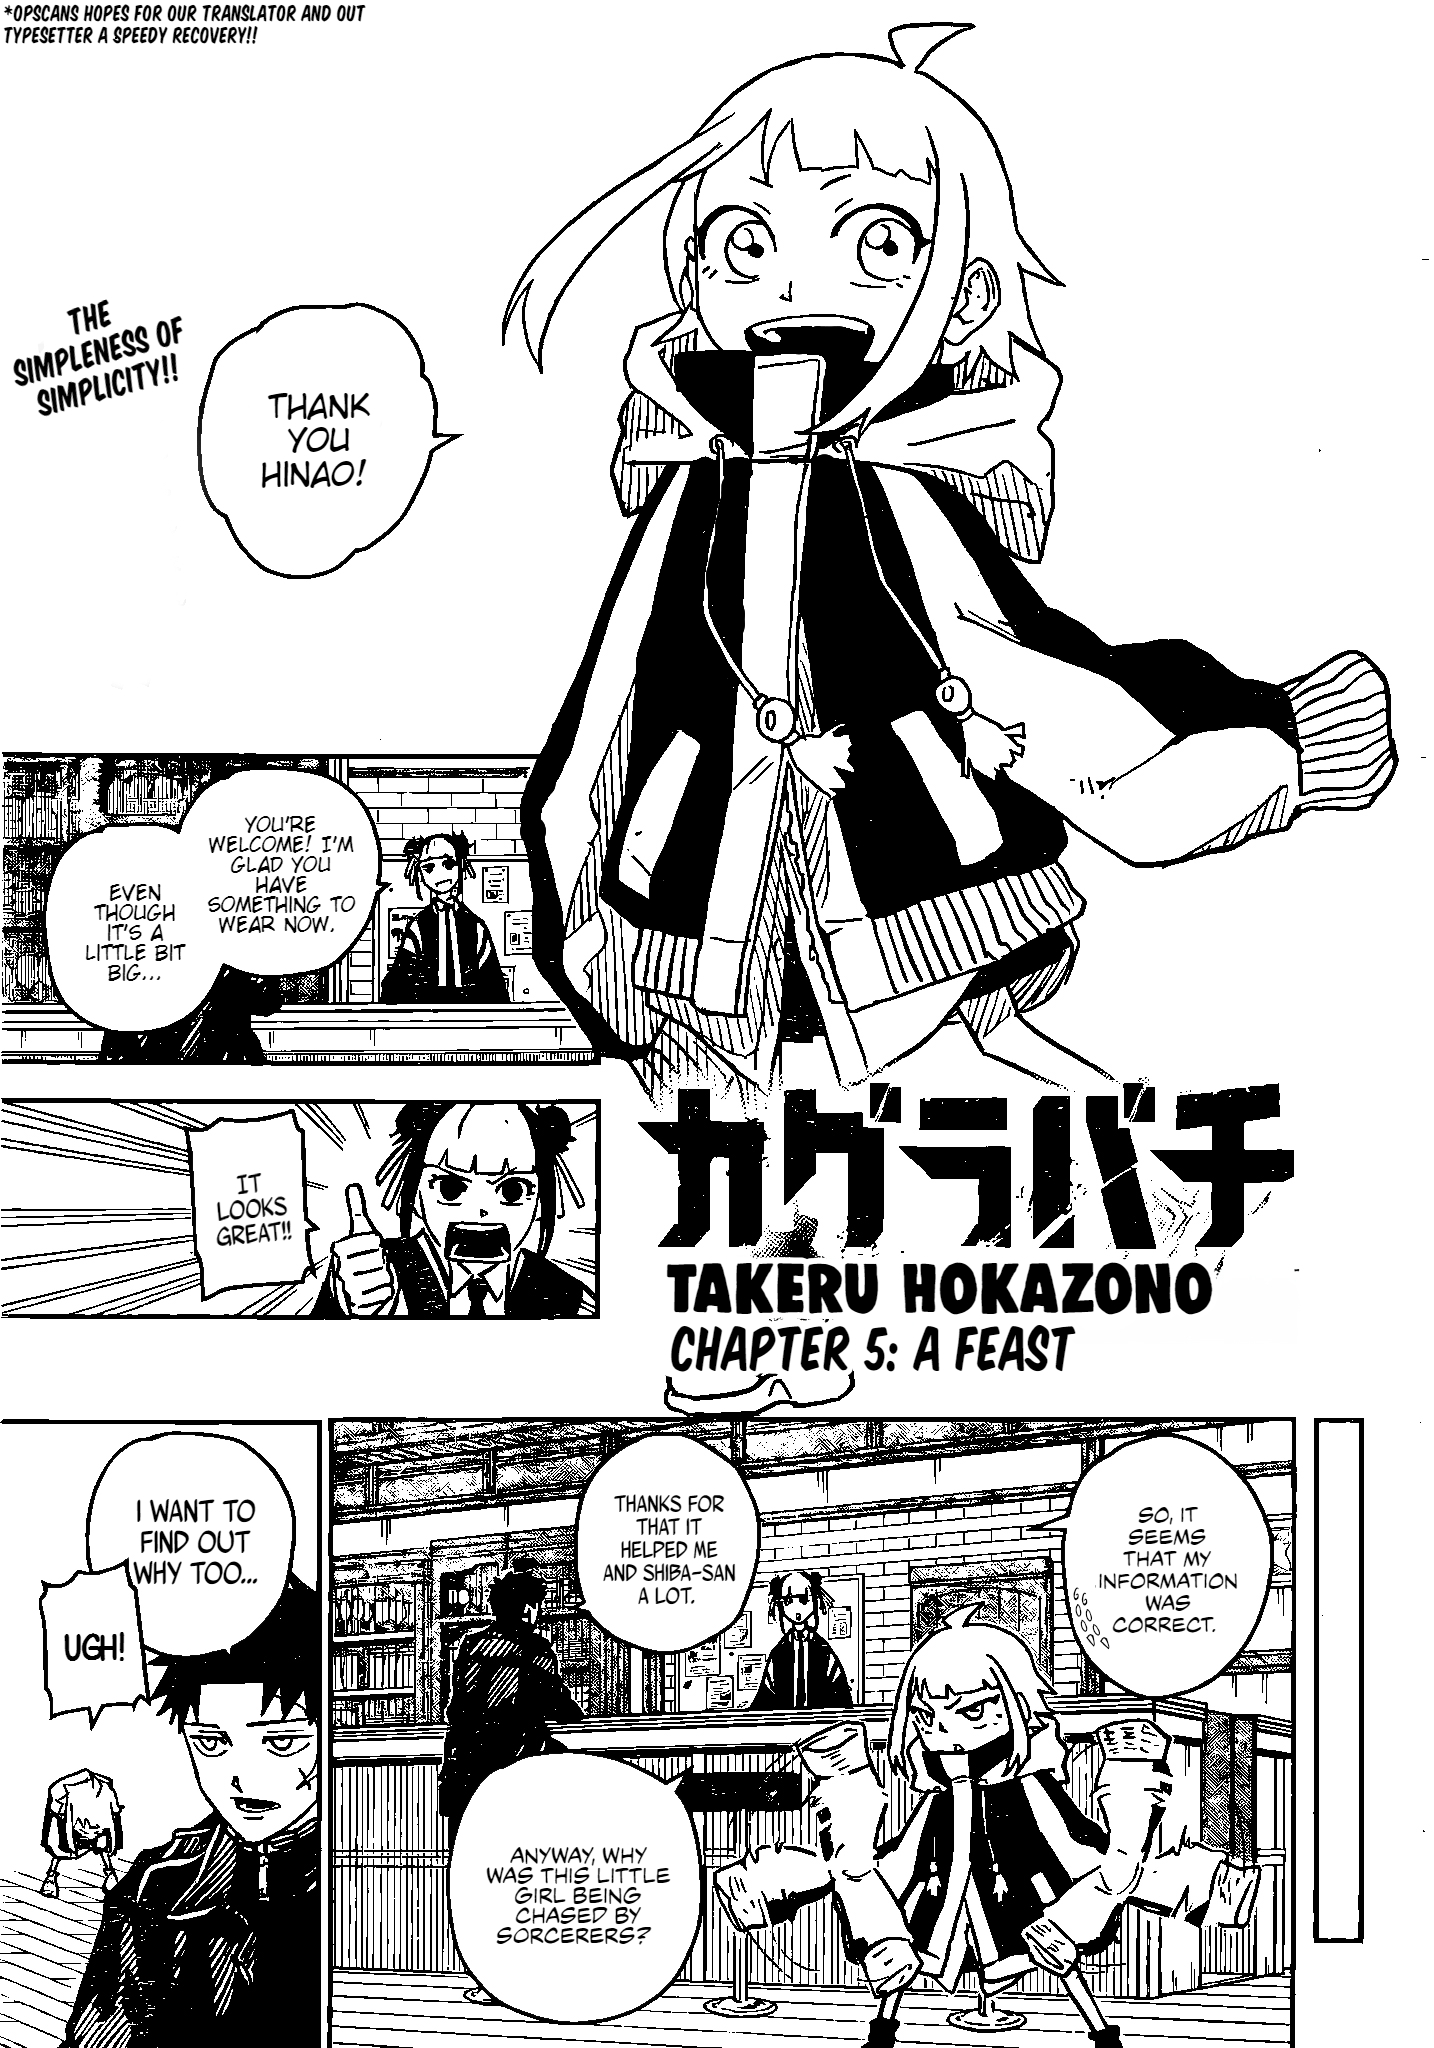 *OPSCANS HOPES FOR OUR TRANSLATOR AND OUT
TYPESETTER A SPEEDY RECOVERY!!
THE
SIMPLENESS OF
SIMPLICITY!!
THANK
YOU
HINAO!
YOU'RE
WELCOME! I'M
GLAD YOU
HAVE
SOMETHING TO
WEAR NOW.
EVEN
THOUGH
IT'S A
LITTLE BIT
BIG...
IT
LOOKS
GREAT!!
カグラバチ
TAKERU HOKAZONO
CHAPTER 5: A FEAST
SO, IT
SEEMS
THAT MY
INFORMATION
WAS
CORRECT.
THANKS FOR
THAT IT
HELPED ME
AND SHIBA-SAN
A LOT.
ANYWAY, WHY
WAS THIS LITTLE
GIRL BEING
CHASED BY
SORCERERS?
I WANT TO
FIND OUT
WHY TOO...
UGH!